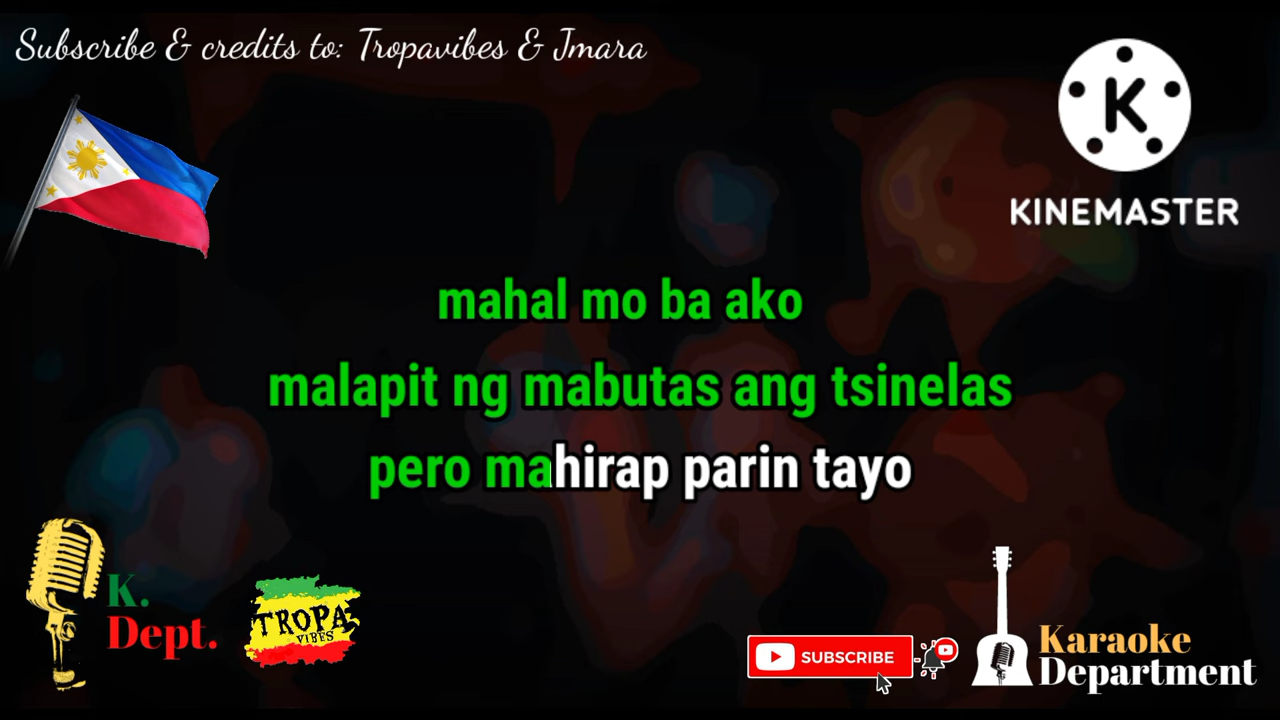 Subscribe & credits to: Tropavibes & Jmara
K
KINEMASTER
mahal mo ba ako
malapit ng mabutas ang tsinelas
pero mahirap parin tayo
K.
Dept.
TROPA
VIBES
SUBSCRIBE
Karaoke
Department